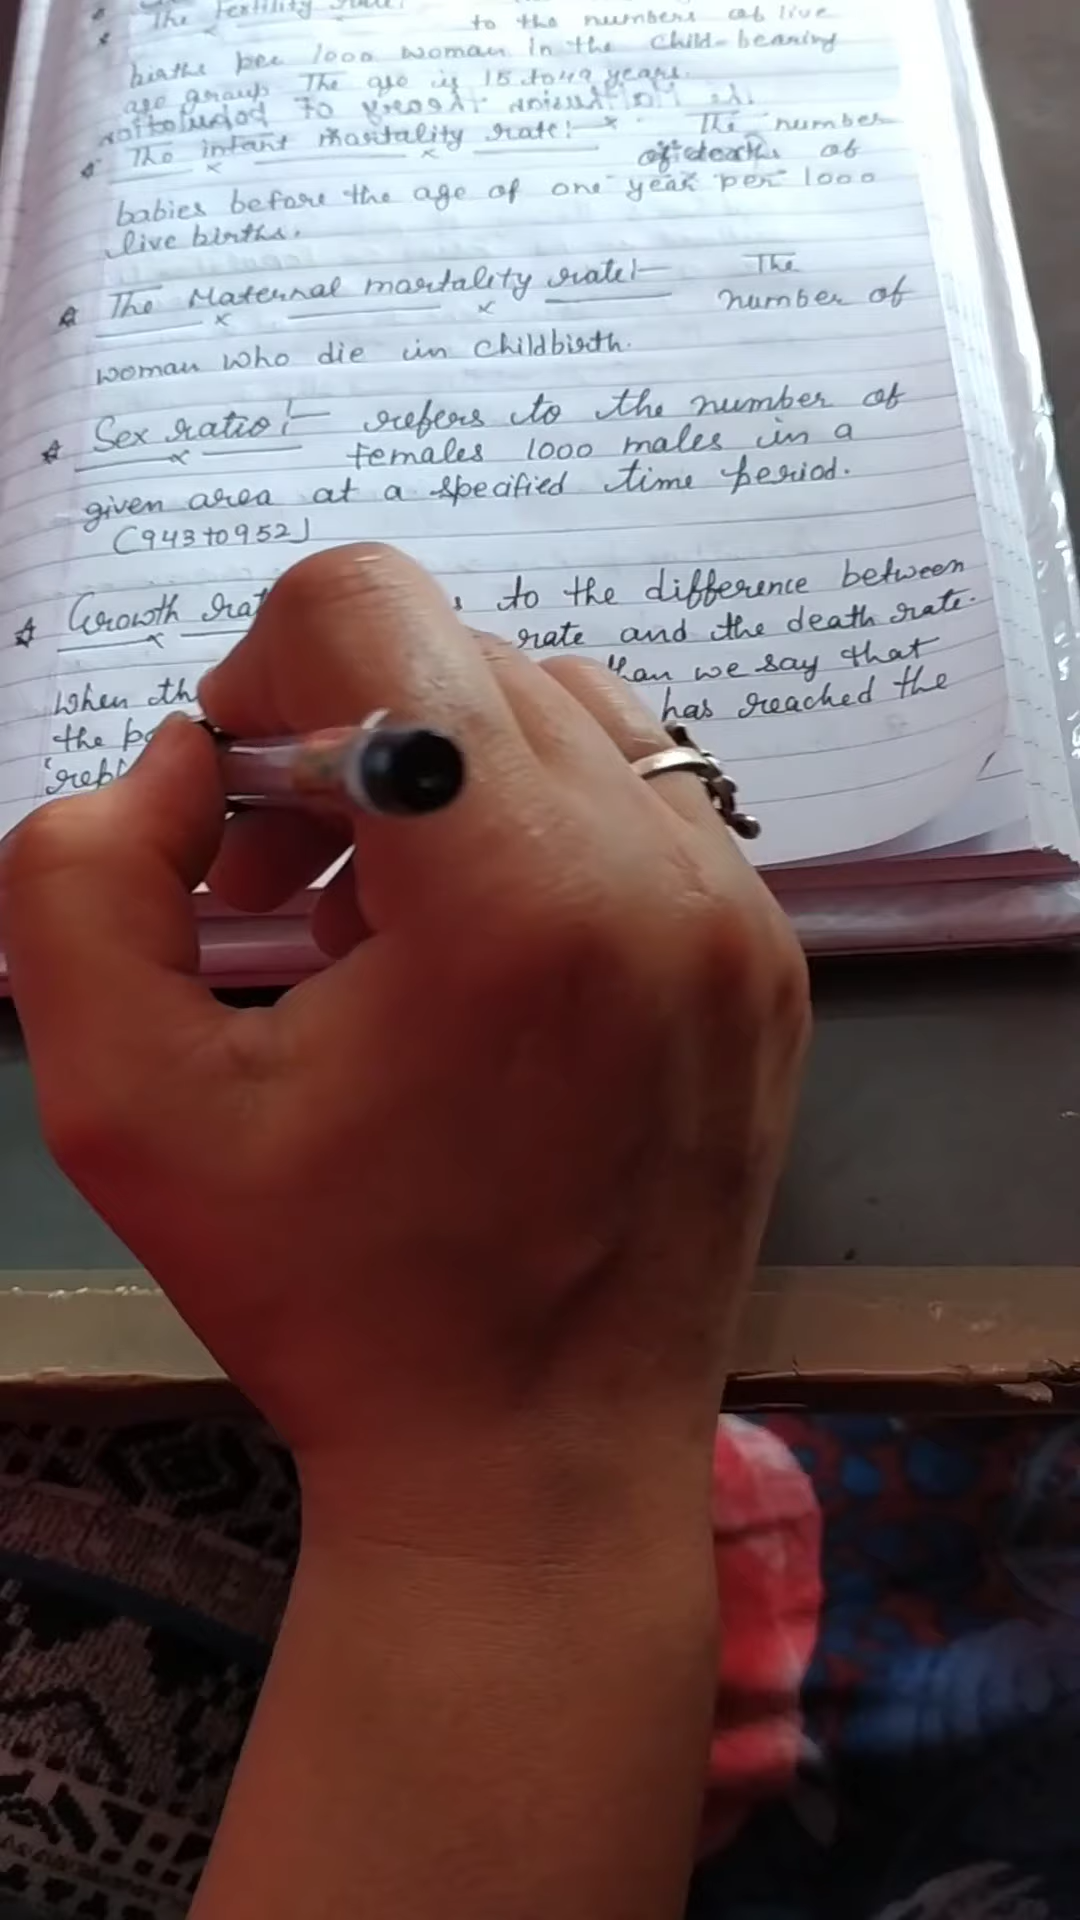 The Fertility rate:
to the numbers of live
births per 1000 woman in the child-bearing
age group. The age is 15 to 49 years.
The infant mortality rate:- The number
of deaths of
babies before the age of one year per 1000
live births.
The Maternal mortality rate:- The
number of
woman who die in childbirth.
Sex ratio:- refers to the number of
females 1000 males in a
given area at a specified time period.
(943 to 952)
Growth to the difference between
rate and the death rate.
When we say that
the has reached the